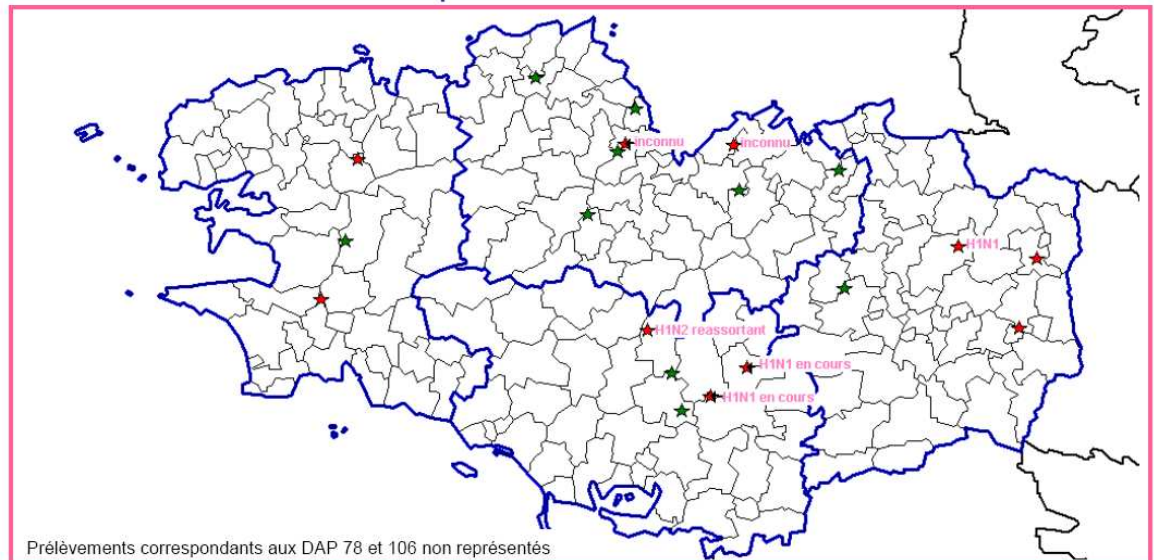 inconnu
inconnu
H1N1
H1N2 reassortant
H1N1 en cours
H1N1 en cours
Prélèvements correspondants aux DAP 78 et 106 non représentés